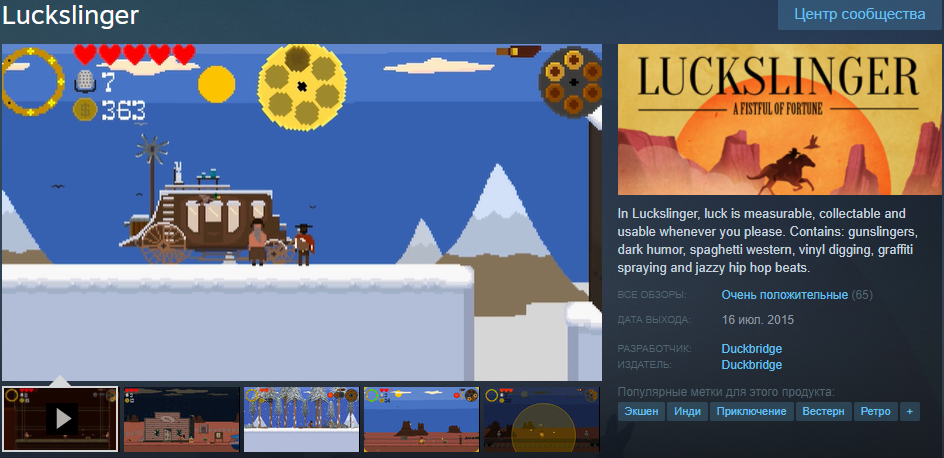 Luckslinger
Центр сообщества
7
363
LUCKSLINGER
A FISTFUL OF FORTUNE
In Luckslinger, luck is measurable, collectable and
usable whenever you please. Contains: gunslingers,
dark humor, spaghetti western, vinyl digging, graffiti
spraying and jazzy hip hop beats.
ВСЕ ОБЗОРЫ: Очень положительные (65)
ДАТА ВЫХОДА: 16 июл. 2015
РАЗРАБОТЧИК: Duckbridge
ИЗДАТЕЛЬ: Duckbridge
Популярные метки для этого продукта:
Экшен Инди Приключение Вестерн Ретро +